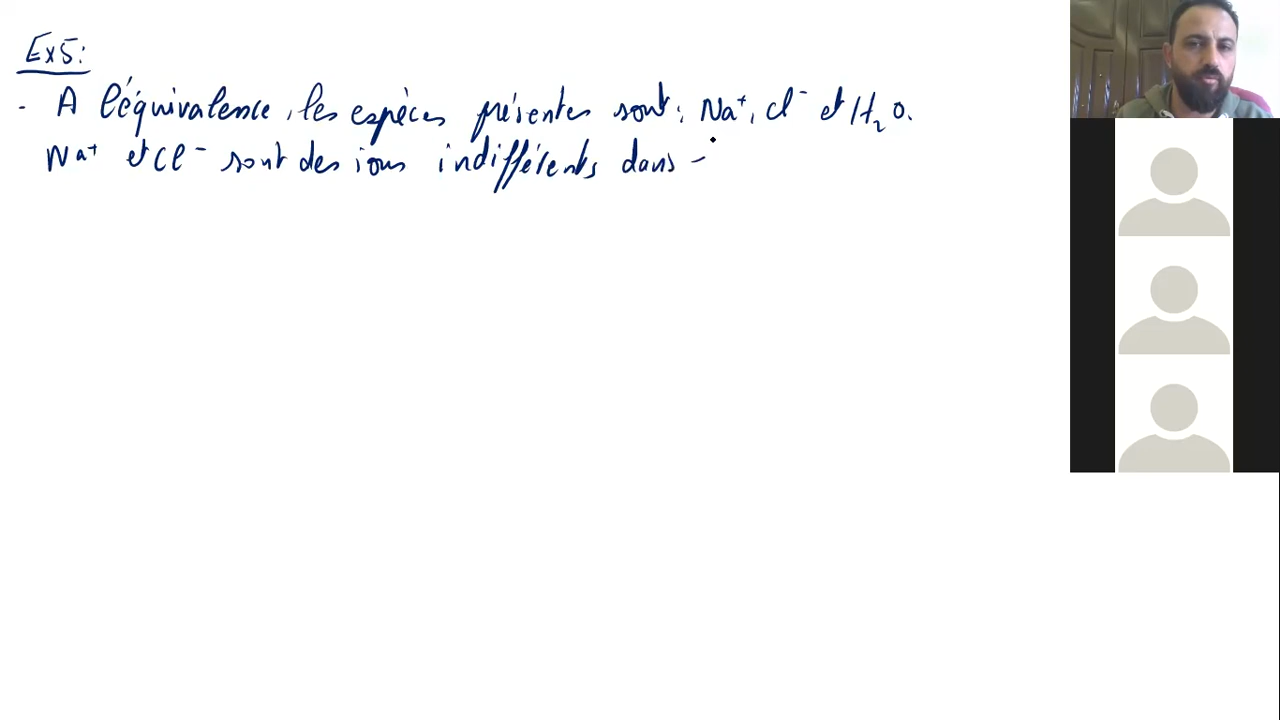 Ex5:
- A l'équivalence, les espèces présentes sont: Na⁺, Cl⁻ et H₂O.
Na⁺ et Cl⁻ sont des ions indifférents dans -